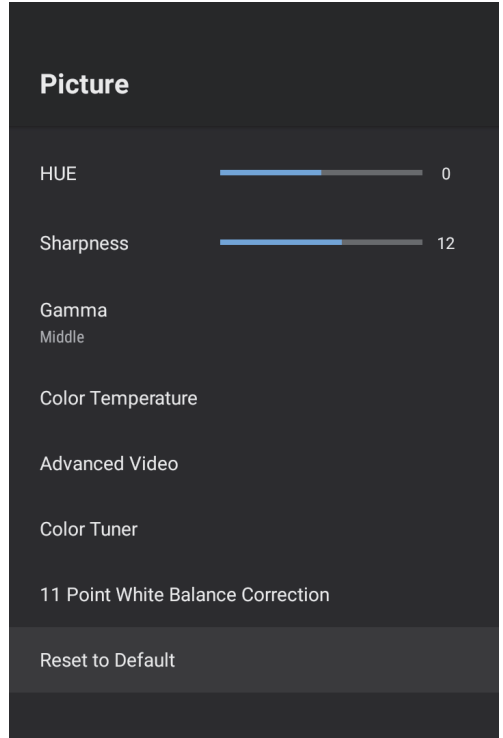 Picture
HUE 0
Sharpness 12
Gamma
Middle
Color Temperature
Advanced Video
Color Tuner
11 Point White Balance Correction
Reset to Default